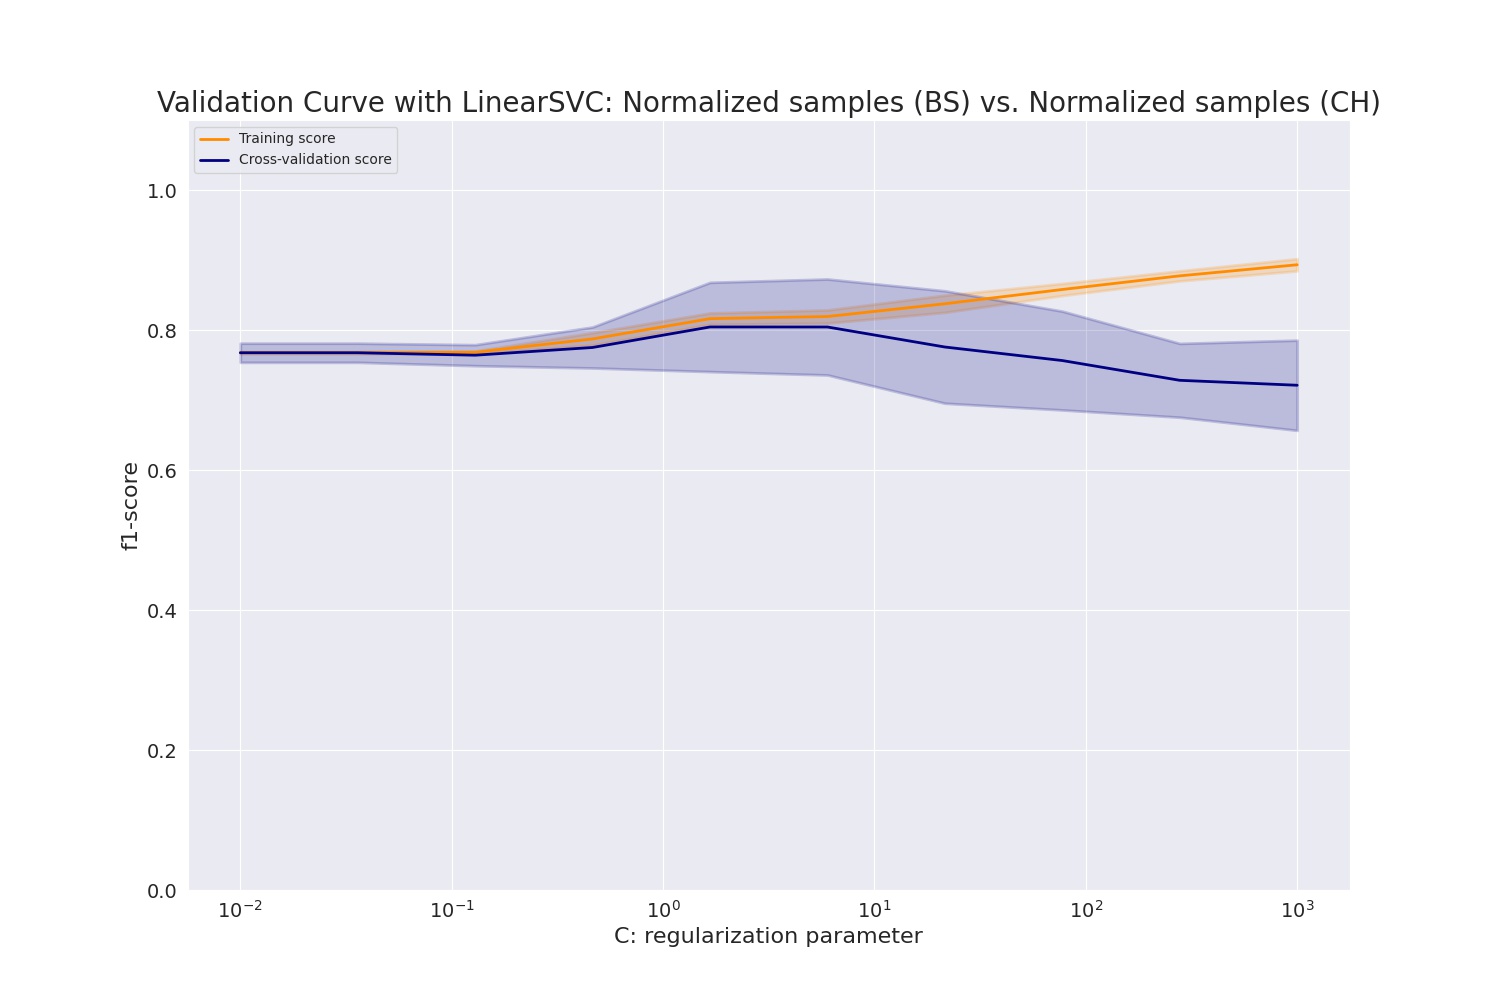 Validation Curve with LinearSVC: Normalized samples (BS) vs. Normalized samples (CH)
Training score
Cross-validation score
1.0
0.8
0.6
0.4
0.2
0.0
f1-score
10⁻² 10⁻¹ 10⁰ 10¹ 10² 10³
C: regularization parameter